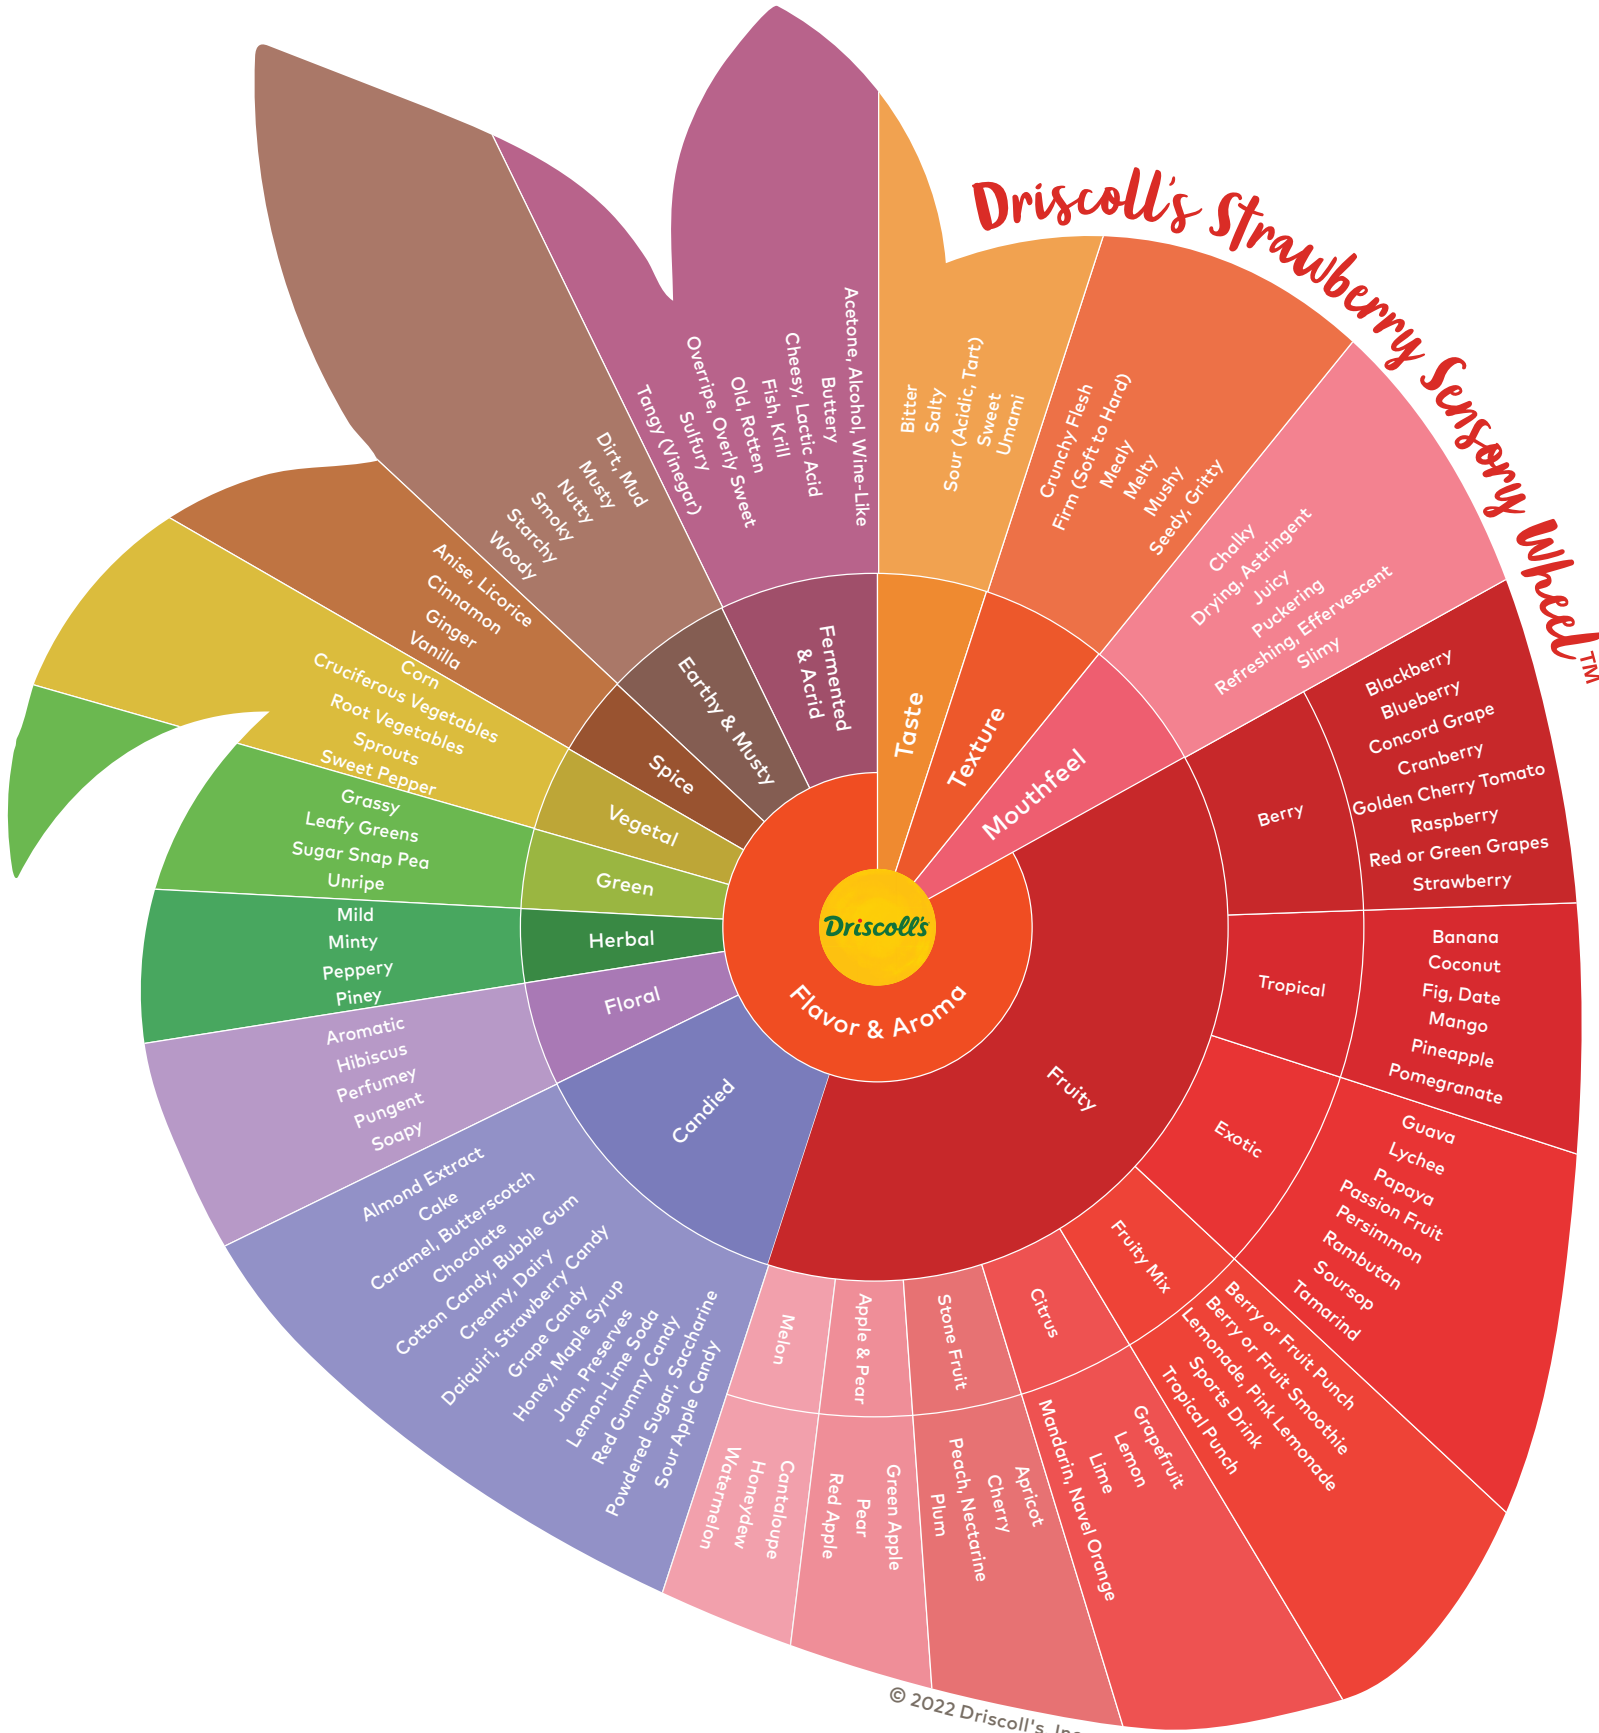 Driscoll's Strawberry Sensory Wheel™
Driscoll's
Flavor & Aroma
Taste
Bitter
Salty
Sour (Acidic, Tart)
Sweet
Umami
Texture
Crunchy Flesh
Firm (Soft to Hard)
Mealy
Melty
Mushy
Seedy, Gritty
Mouthfeel
Chalky
Drying, Astringent
Juicy
Puckering
Refreshing, Effervescent
Slimy
Fruity
Berry
Blackberry
Blueberry
Concord Grape
Cranberry
Golden Cherry Tomato
Raspberry
Red or Green Grapes
Strawberry
Tropical
Banana
Coconut
Fig, Date
Mango
Pineapple
Pomegranate
Exotic
Guava
Lychee
Papaya
Passion Fruit
Persimmon
Rambutan
Soursop
Tamarind
Fruity Mix
Berry or Fruit Punch
Berry or Fruit Smoothie
Lemonade, Pink Lemonade
Sports Drink
Tropical Punch
Citrus
Grapefruit
Lemon
Lime
Mandarin, Navel Orange
Stone Fruit
Apricot
Cherry
Peach, Nectarine
Plum
Apple & Pear
Green Apple
Pear
Red Apple
Melon
Cantaloupe
Honeydew
Watermelon
Candied
Almond Extract
Cake
Caramel, Butterscotch
Chocolate
Cotton Candy, Bubble Gum
Creamy, Dairy
Daiquiri, Strawberry Candy
Grape Candy
Honey, Maple Syrup
Jam, Preserves
Lemon-Lime Soda
Red Gummy Candy
Powdered Sugar, Saccharine
Sour Apple Candy
Floral
Aromatic
Hibiscus
Perfumey
Pungent
Soapy
Herbal
Mild
Minty
Peppery
Piney
Green
Grassy
Leafy Greens
Sugar Snap Pea
Unripe
Vegetal
Corn
Cruciferous Vegetables
Root Vegetables
Sprouts
Sweet Pepper
Spice
Anise, Licorice
Cinnamon
Ginger
Vanilla
Earthy & Musty
Dirt, Mud
Musty
Nutty
Smoky
Starchy
Woody
Fermented
& Acrid
Acetone, Alcohol, Wine-Like
Buttery
Cheesy, Lactic Acid
Fish, Krill
Old, Rotten
Overripe, Overly Sweet
Sulfury
Tangy (Vinegar)
© 2022 Driscoll's,